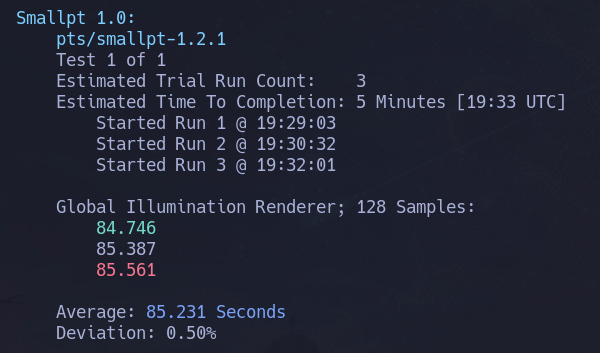 Smallpt 1.0:
pts/smallpt-1.2.1
Test 1 of 1
Estimated Trial Run Count:    3
Estimated Time To Completion: 5 Minutes [19:33 UTC]
Started Run 1 @ 19:29:03
Started Run 2 @ 19:30:32
Started Run 3 @ 19:32:01
Global Illumination Renderer; 128 Samples:
84.746
85.387
85.561
Average: 85.231 Seconds
Deviation: 0.50%